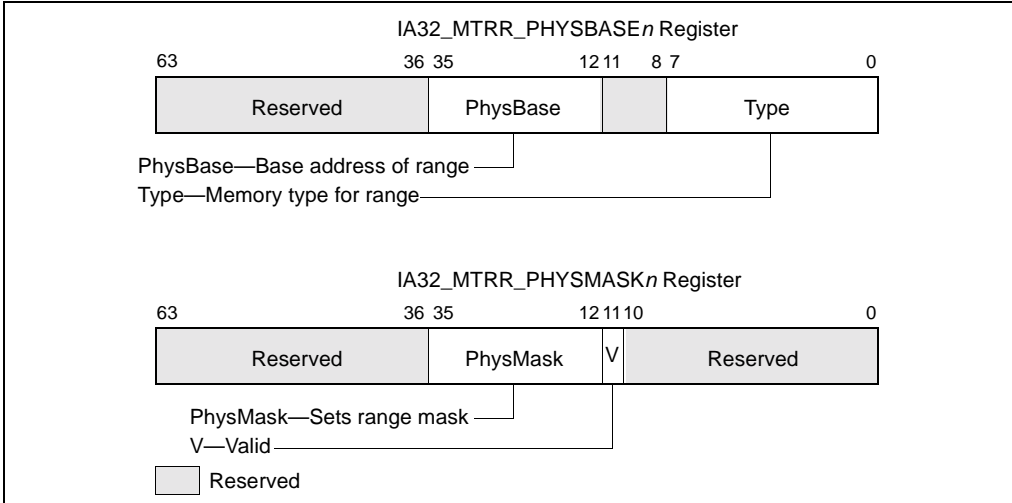 IA32_MTRR_PHYSBASEn Register
63 36 35 12 11 8 7 0
Reserved PhysBase Type
PhysBase—Base address of range
Type—Memory type for range
IA32_MTRR_PHYSMASKn Register
63 36 35 12 11 10 0
Reserved PhysMask V Reserved
PhysMask—Sets range mask
V—Valid
Reserved